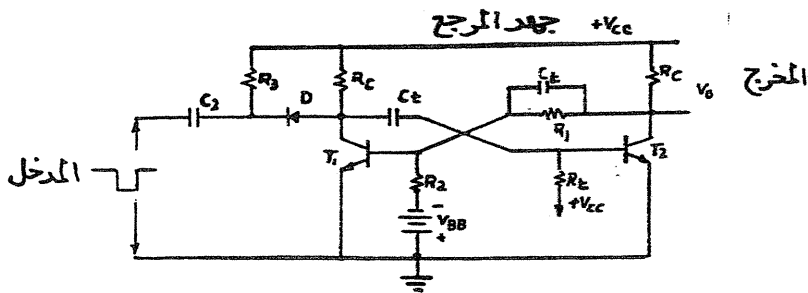 جهد المرجع +Vcc
R3
Rc
Ct
Rc
المخرج
Vo
C2
D
Ct
R1
T1
T2
المدخل
R2
Rt
+Vcc
-
VBB
+